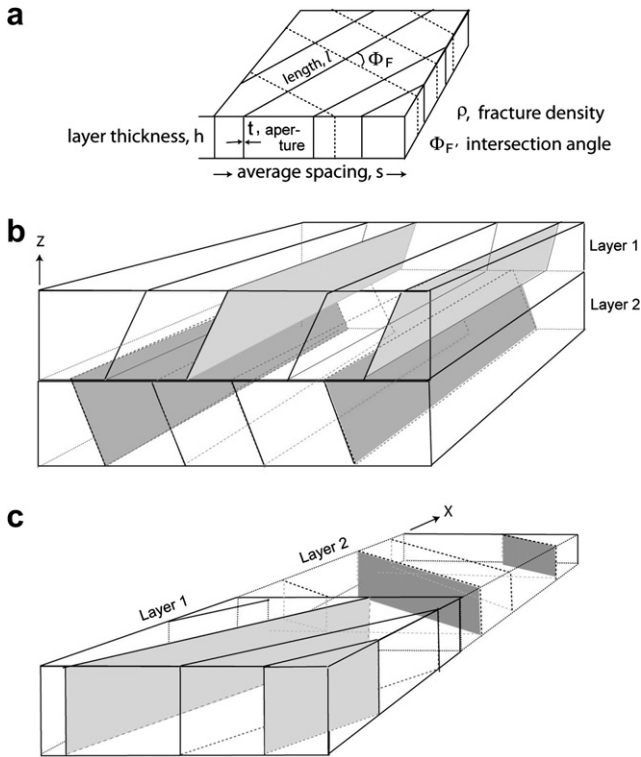 a
length, l
Φ_F
layer thickness, h
t, aper-
ture
ρ, fracture density
Φ_F, intersection angle
→ average spacing, s →
b
Z
Layer 1
Layer 2
c
X
Layer 2
Layer 1